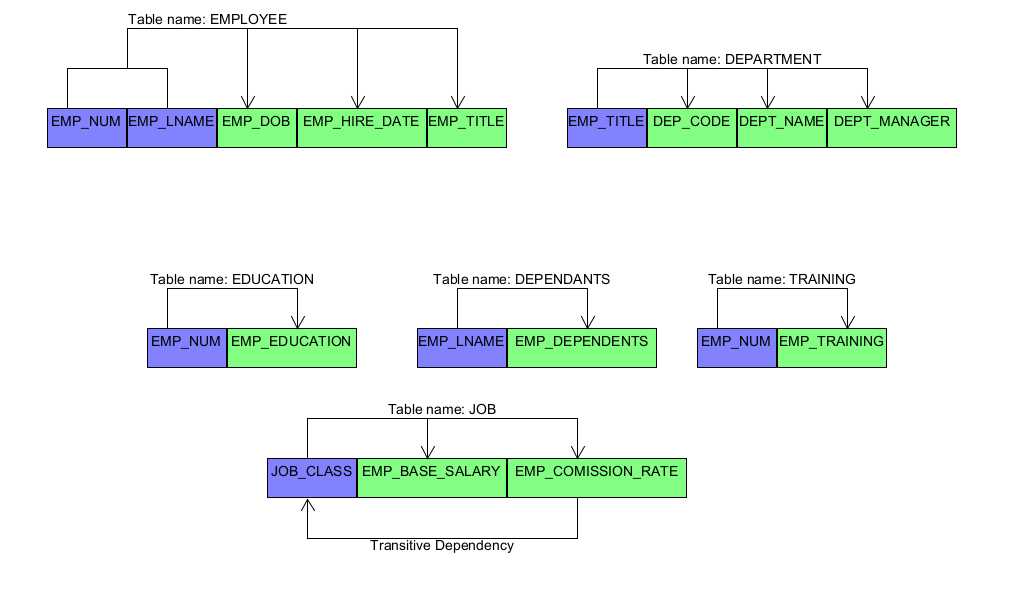 Table name: EMPLOYEE
EMP_NUM EMP_LNAME EMP_DOB EMP_HIRE_DATE EMP_TITLE
Table name: DEPARTMENT
EMP_TITLE DEP_CODE DEPT_NAME DEPT_MANAGER
Table name: EDUCATION
EMP_NUM EMP_EDUCATION
Table name: DEPENDANTS
EMP_LNAME EMP_DEPENDENTS
Table name: TRAINING
EMP_NUM EMP_TRAINING
Table name: JOB
JOB_CLASS EMP_BASE_SALARY EMP_COMISSION_RATE
Transitive Dependency